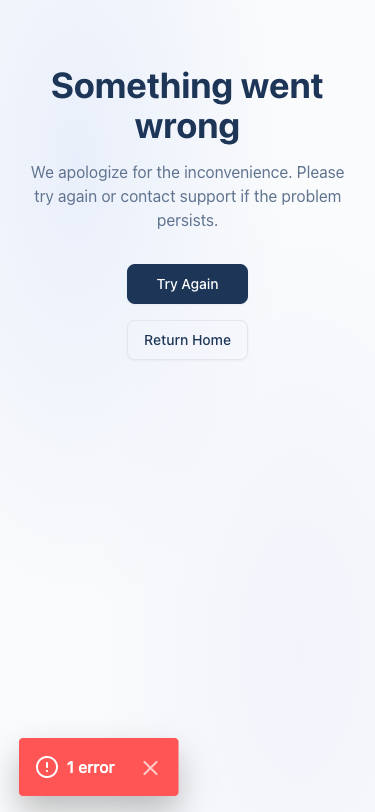 Something went
wrong
We apologize for the inconvenience. Please
try again or contact support if the problem
persists.
Try Again
Return Home
1 error